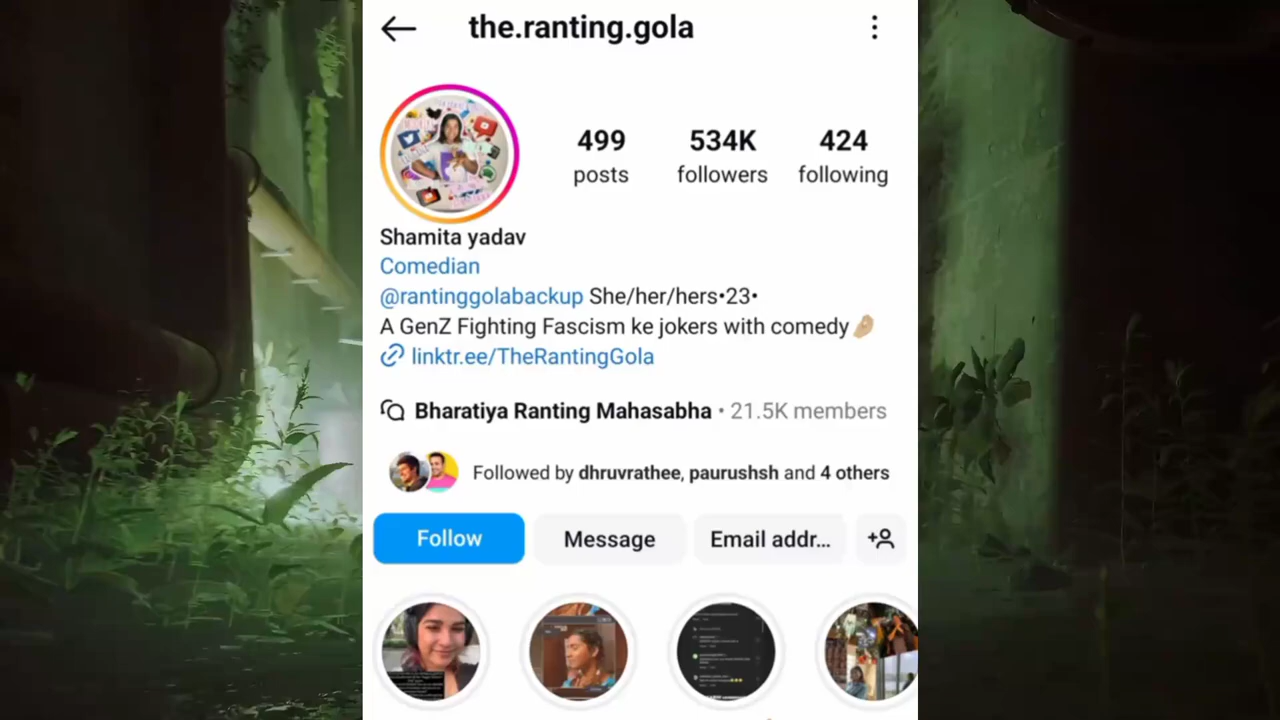 the.ranting.gola
499 534K 424
posts followers following
Shamita yadav
Comedian
@rantinggolabackup She/her/hers•23•
A GenZ Fighting Fascism ke jokers with comedy🤌🏼
linktr.ee/TheRantingGola
Bharatiya Ranting Mahasabha • 21.5K members
Followed by dhruvrathee, paurushsh and 4 others
Follow Message Email addr...